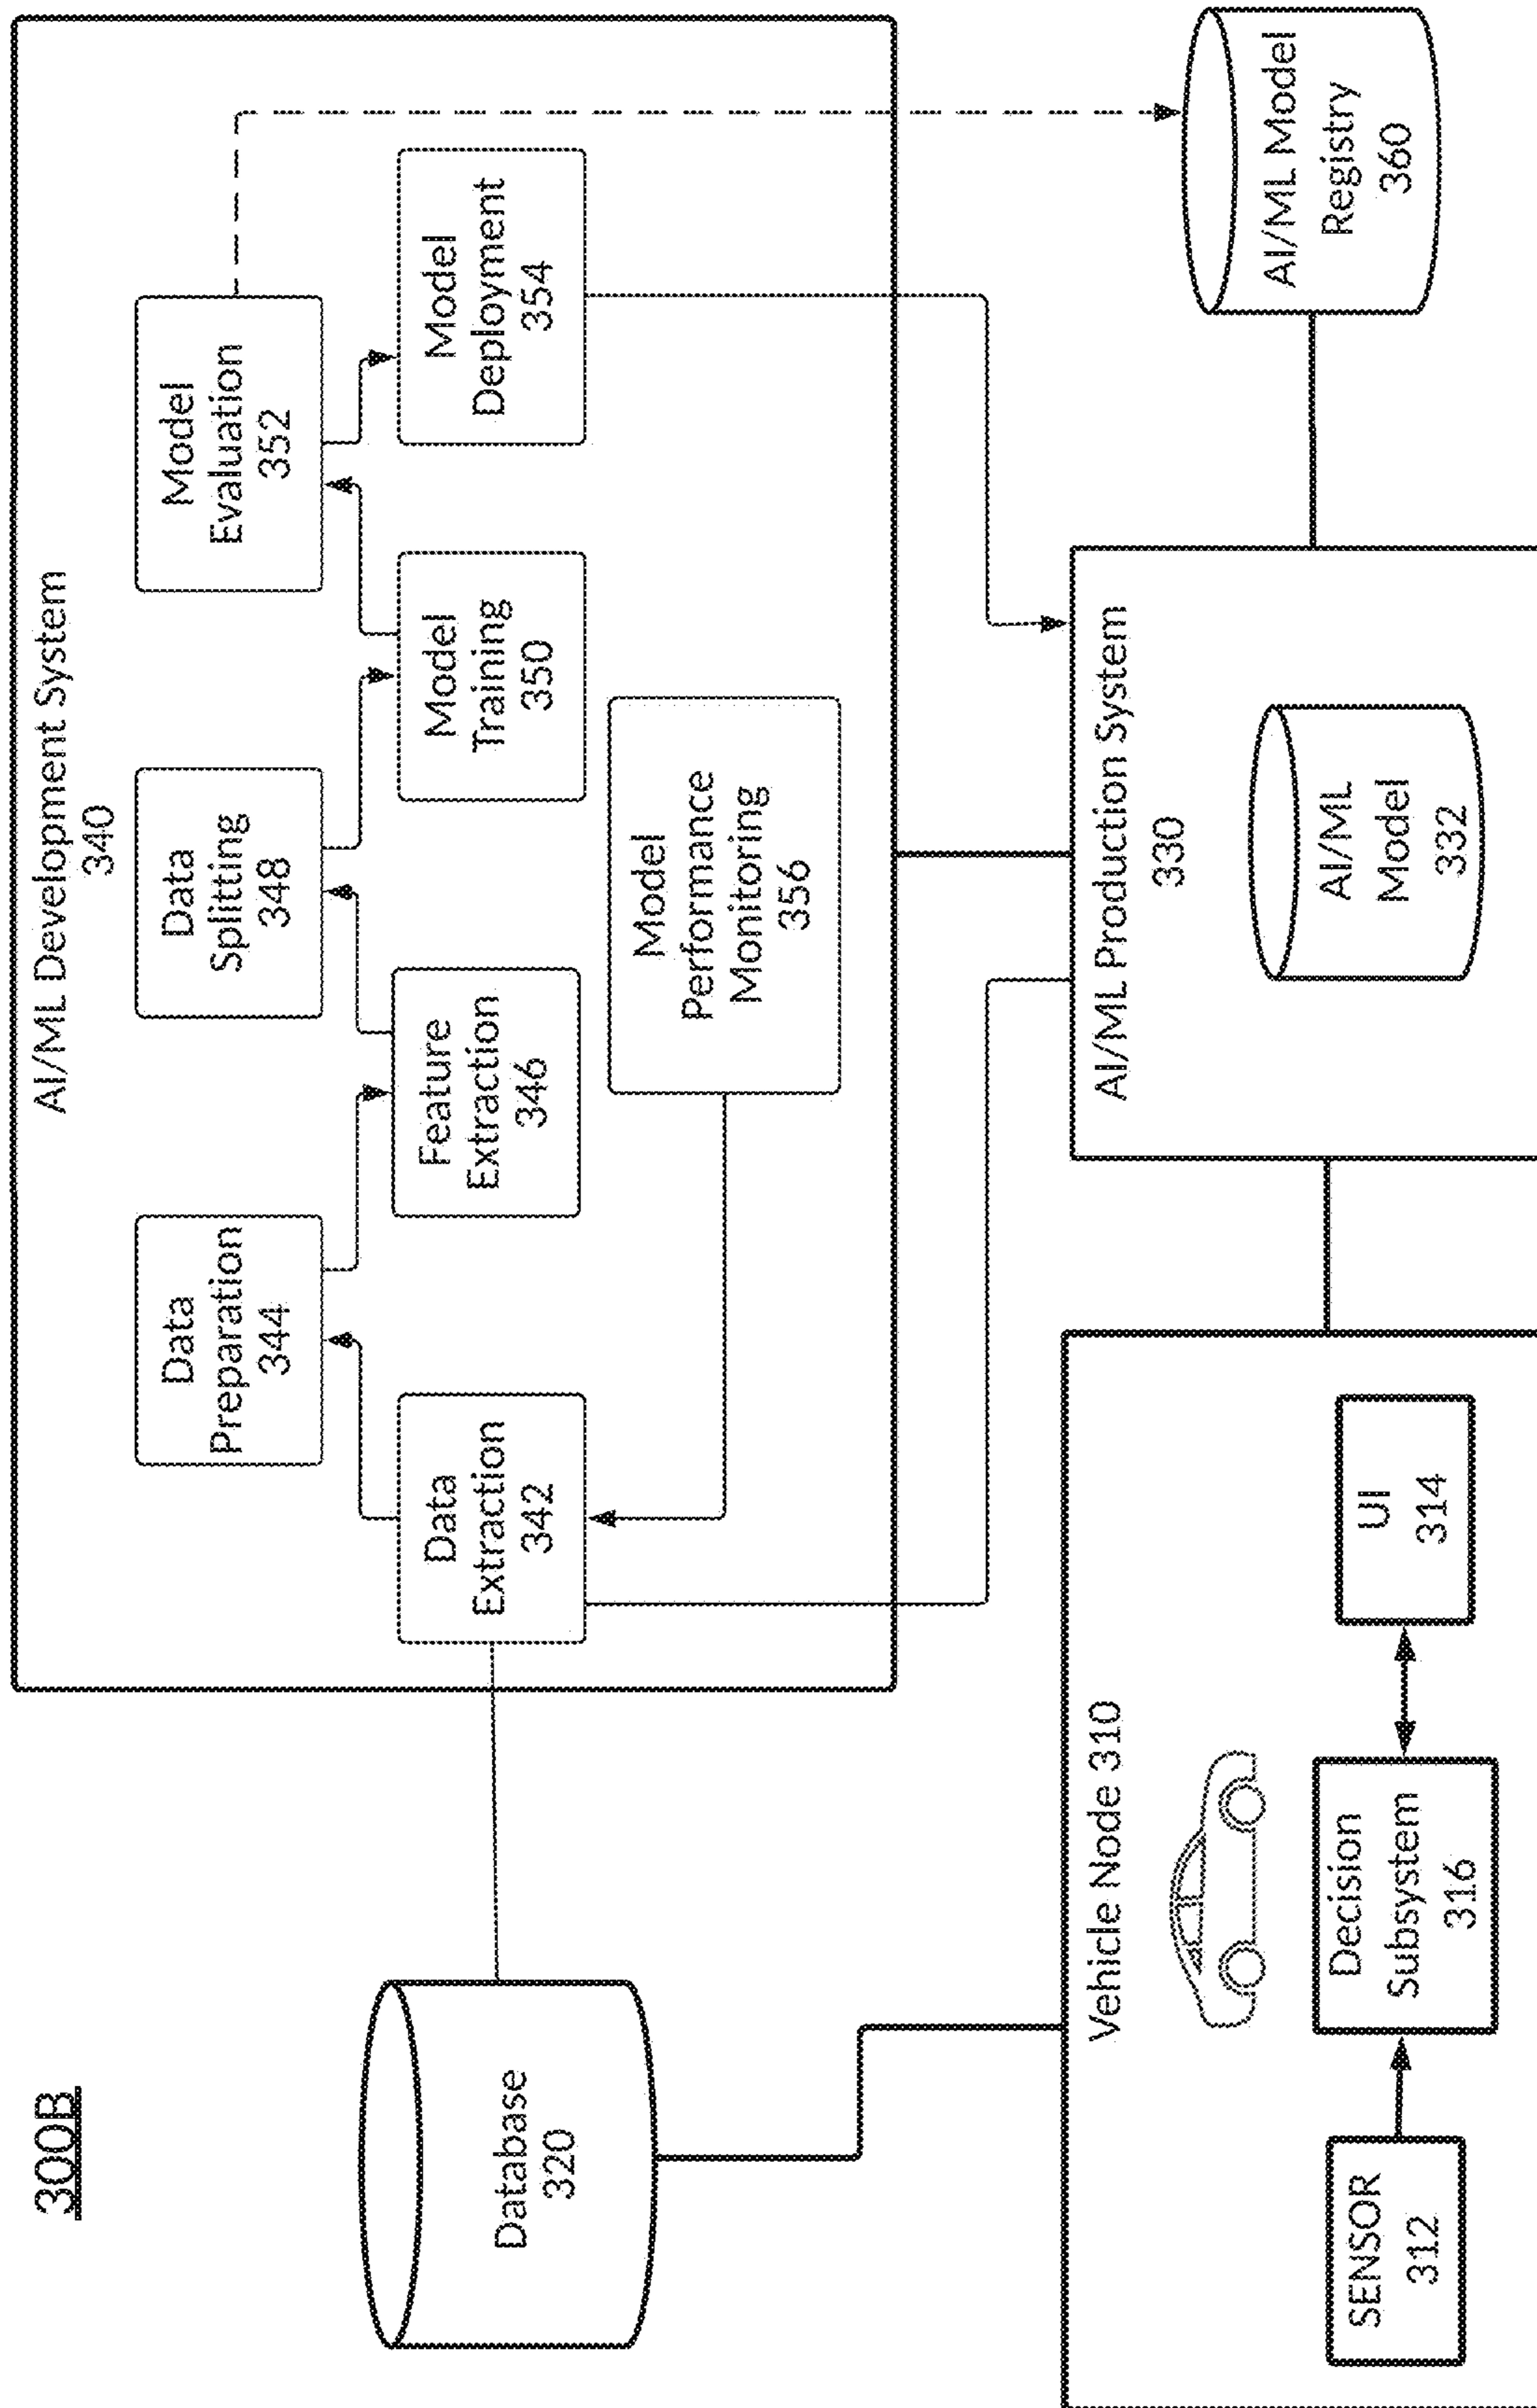 300B
AI/ML Development System
340
Data
Preparation
344
Data
Splitting
348
Model
Evaluation
352
Data
Extraction
342
Feature
Extraction
346
Model
Training
350
Model
Deployment
354
Model
Performance
Monitoring
356
Database
320
Vehicle Node 310
SENSOR
312
Decision
Subsystem
316
UI
314
AI/ML Production System
330
AI/ML
Model
332
AI/ML Model
Registry
360